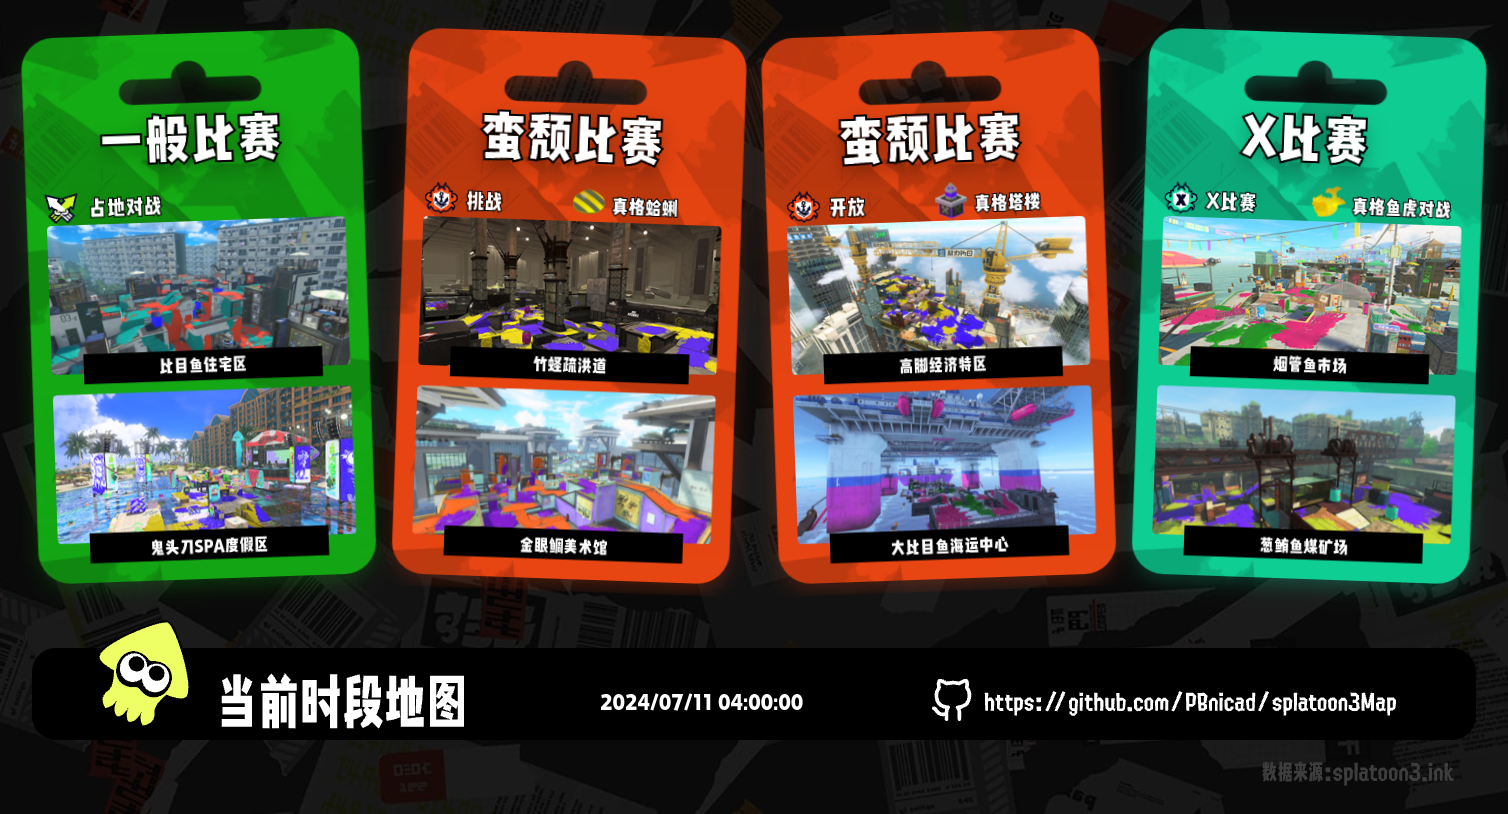 一般比赛
占地对战
比目鱼住宅区
鬼头刀SPA度假区
蛮颓比赛
挑战
真格蛤蜊
竹蛏疏洪道
金眼鲷美术馆
蛮颓比赛
开放
真格塔楼
高脚经济特区
大比目鱼海运中心
X比赛
X比赛
真格鱼虎对战
烟管鱼市场
葱鲔鱼煤矿场
当前时段地图
2024/07/11 04:00:00
https://github.com/PBnicad/splatoon3Map
数据来源:splatoon3.ink